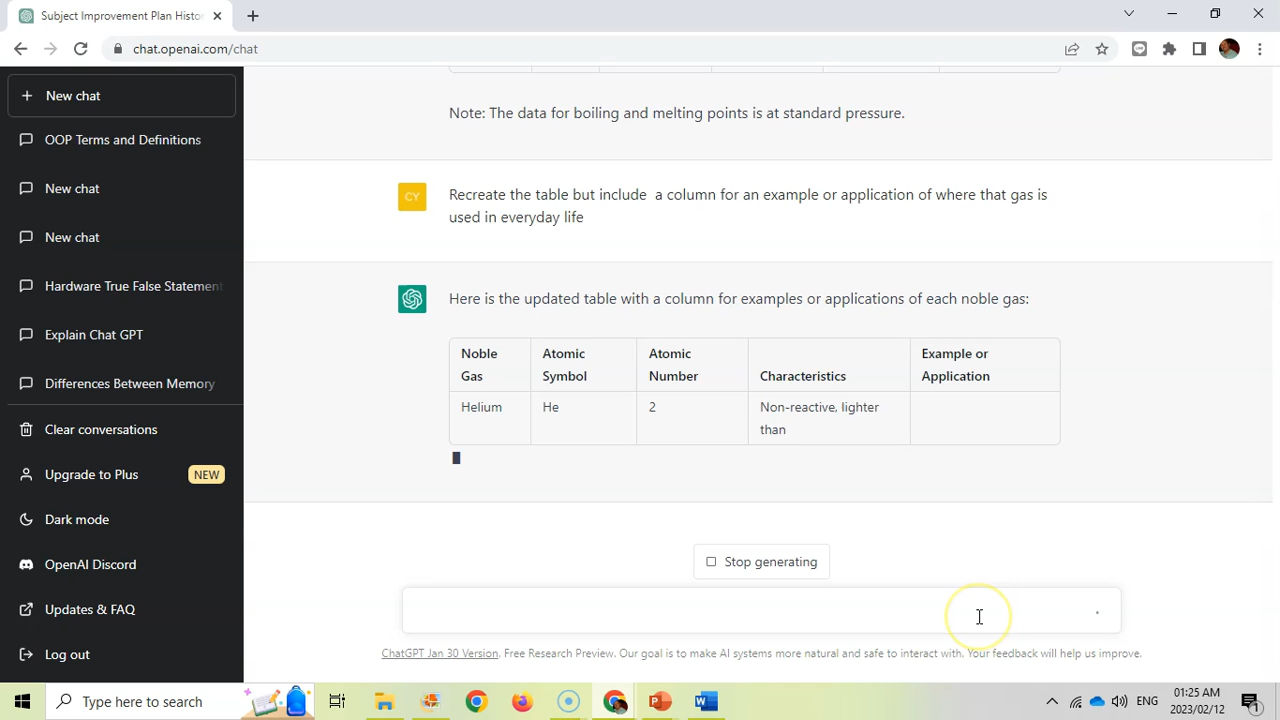 Subject Improvement Plan Histo
chat.openai.com/chat
New chat
OOP Terms and Definitions
New chat
New chat
Hardware True False Statement
Explain Chat GPT
Differences Between Memory
Clear conversations
Upgrade to Plus NEW
Dark mode
OpenAI Discord
Updates & FAQ
Log out
Note: The data for boiling and melting points is at standard pressure.
CY
Recreate the table but include  a column for an example or application of where that gas is
used in everyday life
Here is the updated table with a column for examples or applications of each noble gas:
Noble Atomic Atomic Example or
Gas Symbol Number Characteristics Application
Helium He 2 Non-reactive, lighter
than
Stop generating
ChatGPT Jan 30 Version. Free Research Preview. Our goal is to make AI systems more natural and safe to interact with. Your feedback will help us improve.
Type here to search
ENG
01:25 AM
2023/02/12